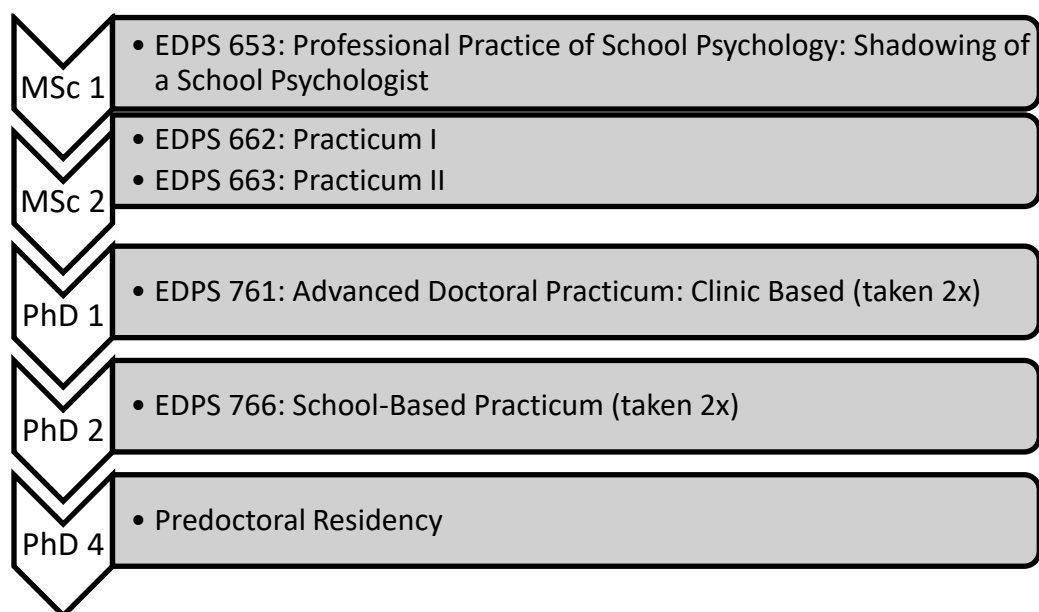 MSc 1
• EDPS 653: Professional Practice of School Psychology: Shadowing of
a School Psychologist
MSc 2
• EDPS 662: Practicum I
• EDPS 663: Practicum II
PhD 1
• EDPS 761: Advanced Doctoral Practicum: Clinic Based (taken 2x)
PhD 2
• EDPS 766: School-Based Practicum (taken 2x)
PhD 4
• Predoctoral Residency